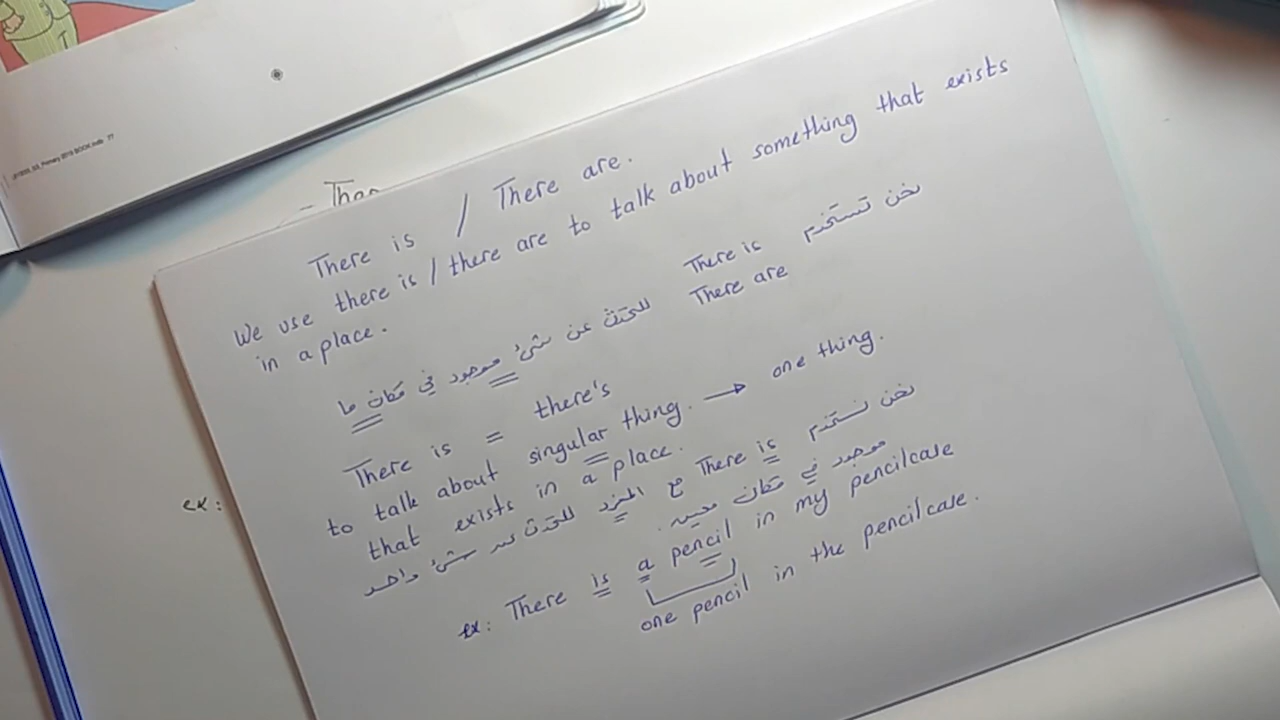 - Ther
There is / There are.
We use there is / there are to talk about something that exists
in a place.
نحن نستخدم There is
There are للتحدث عن شئ موجود في مكان ما
There is = there's
to talk about singular thing. → one thing.
that exists in a place.
نحن نستخدم There is مع المفرد للتحدث عن شئ واحد
موجود في مكان معين.
ex:
ex: There is a pencil in my pencilcase
one pencil in the pencilcase.